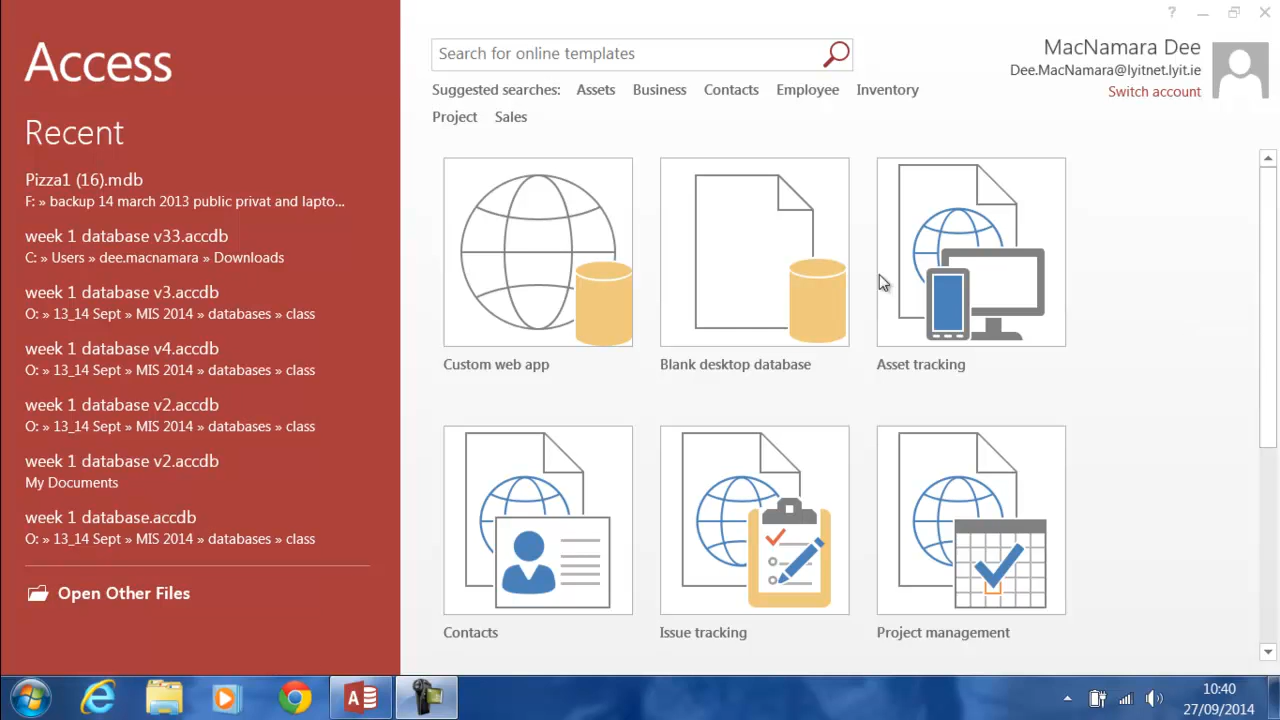 Access
Recent
Pizza1 (16).mdb
F: » backup 14 march 2013 public privat and lapto...
week 1 database v33.accdb
C: » Users » dee.macnamara » Downloads
week 1 database v3.accdb
O: » 13_14 Sept » MIS 2014 » databases » class
week 1 database v4.accdb
O: » 13_14 Sept » MIS 2014 » databases » class
week 1 database v2.accdb
O: » 13_14 Sept » MIS 2014 » databases » class
week 1 database v2.accdb
My Documents
week 1 database.accdb
O: » 13_14 Sept » MIS 2014 » databases » class
Open Other Files
Search for online templates
Suggested searches: Assets Business Contacts Employee Inventory
Project Sales
MacNamara Dee
Dee.MacNamara@lyitnet.lyit.ie
Switch account
Custom web app
Blank desktop database
Asset tracking
Contacts
Issue tracking
Project management
10:40
27/09/2014